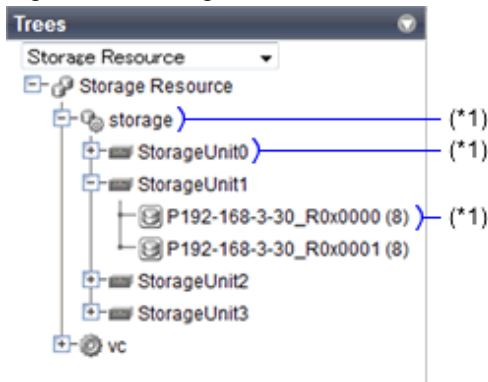 Trees
Storage Resource
Storage Resource
storage (*1)
StorageUnit0 (*1)
StorageUnit1
P192-168-3-30_R0x0000 (8) (*1)
P192-168-3-30_R0x0001 (8)
StorageUnit2
StorageUnit3
vc